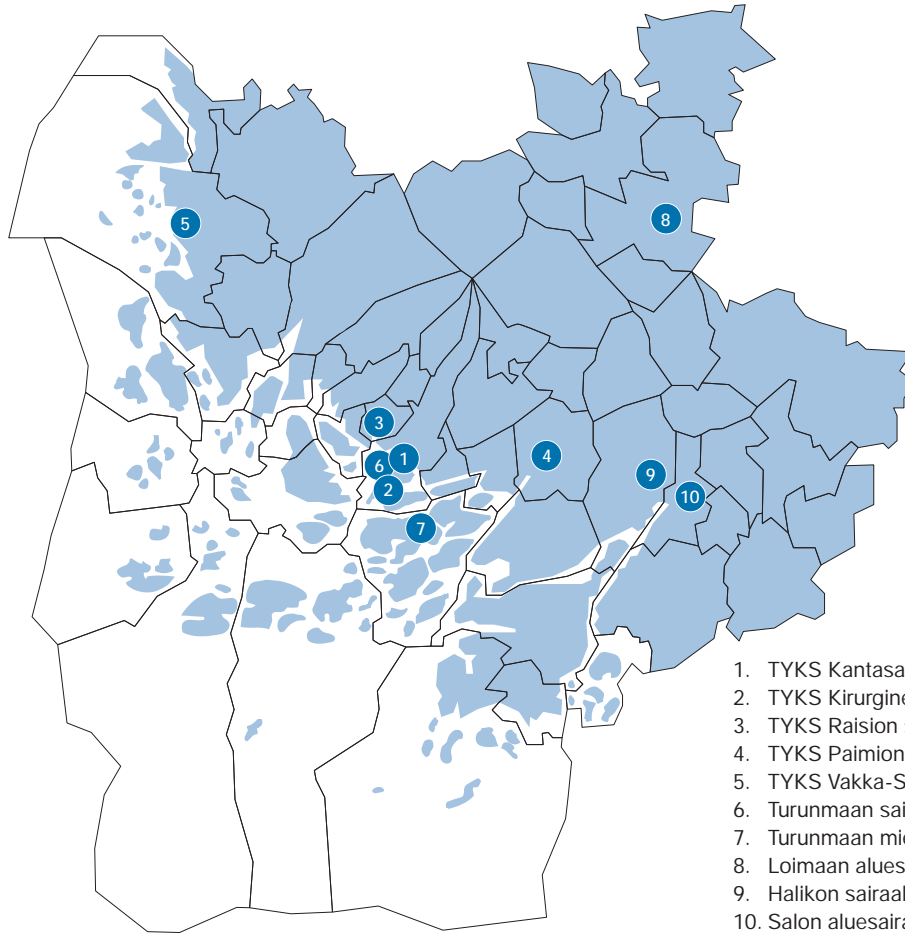 5
8
3
4
1
6
9
2
10
7
1. TYKS Kantasa
2. TYKS Kirurgine
3. TYKS Raision
4. TYKS Paimion
5. TYKS Vakka-S
6. Turunmaan sai
7. Turunmaan mie
8. Loimaan alues
9. Halikon sairaal
10. Salon aluesaira